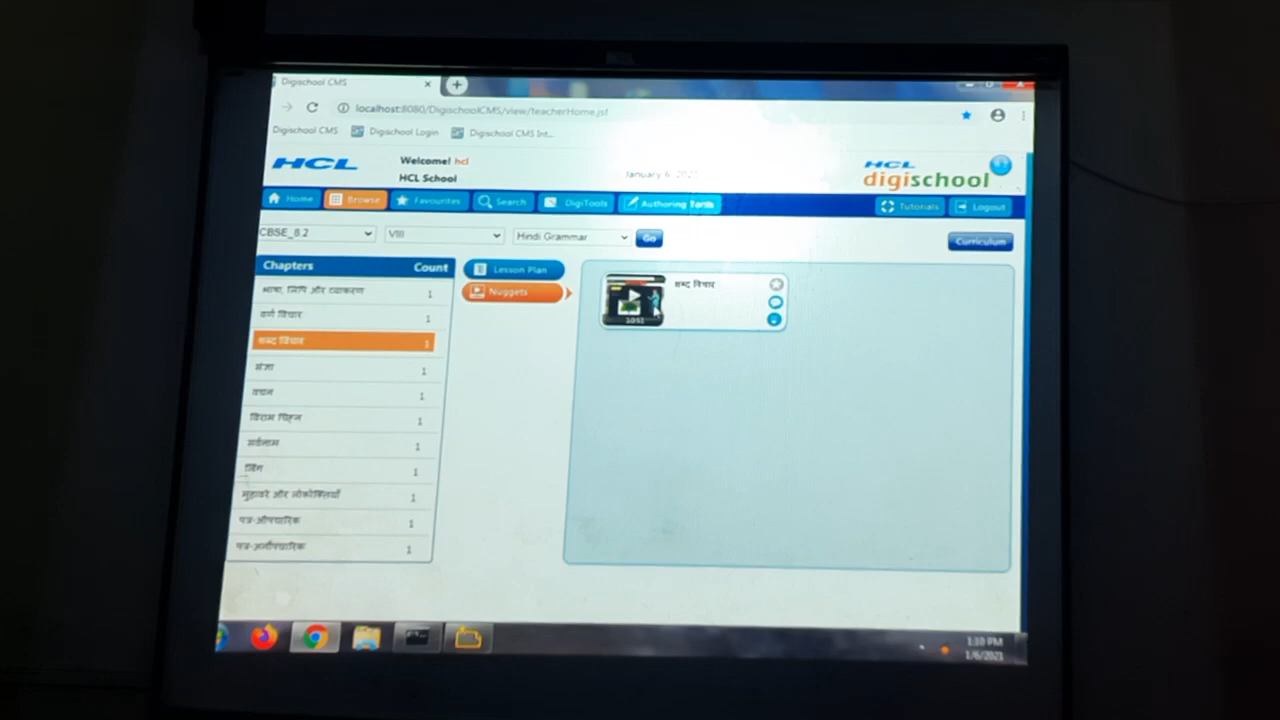 Digischool CMS
localhost:8080/DigischoolCMS/view/teacherHome.jsf
Digischool CMS Digischool Login Digischool CMS Int...
HCL
Welcome! hcl
HCL School
January 6, 2021
HCL
digischool
Home Browse Favourites Search DigiTools Authoring Tools Tutorials Logout
CBSE_8.2 VIII Hindi Grammar Go Curriculum
Chapters Count
भाषा, लिपि और व्याकरण 1
वर्ण विचार 1
शब्द विचार 1
संज्ञा 1
वचन 1
विराम चिह्न 1
सर्वनाम 1
लिंग 1
मुहावरे और लोकोक्तियाँ 1
पत्र-औपचारिक 1
पत्र-अनौपचारिक 1
Lesson Plan
Nuggets
शब्द विचार
1:10 PM
1/6/2021